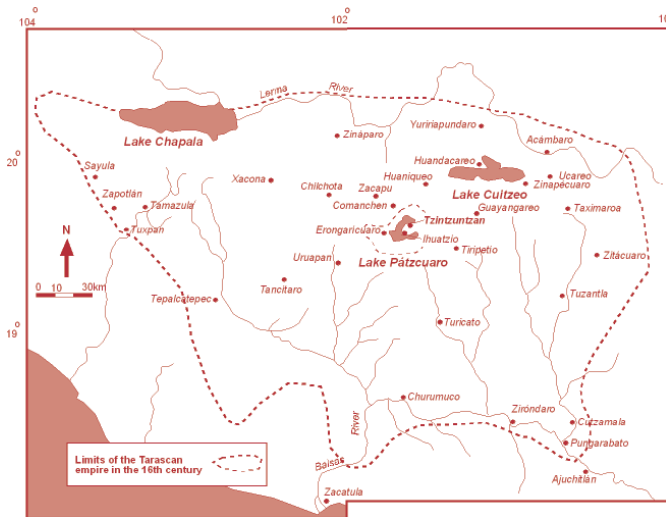 104
102
10
Lerma
River
Lake Chapala
Zináparo
Yuririapundaro
Acámbaro
20
Huandacareo
Sayula
Xacona
Chilchota
Zacapu
Huaniqueo
Lake Cuitzeo
Ucareo
Zinapécuaro
Zapotlán
Tamazula
Comanchen
Guayangareo
Taximaroa
Tzintzuntzan
Tuxpan
Erongaricuaro
Ihuatzio
N
Uruapan
Lake Pátzcuaro
Tiripetio
Zitácuaro
0 10 30km
Tancitaro
Tepalcatepec
Tuzantla
19
Turicato
Churumuco
Ziróndaro
Cutzamala
River
Limits of the Tarascan
empire in the 16th century
Pungarabato
Balsas
Ajuchitlán
Zacatula